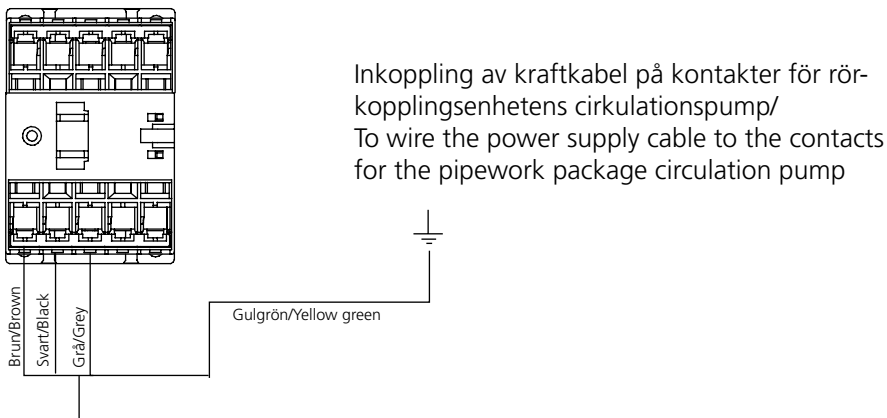 Inkoppling av kraftkabel på kontakter för rör-
kopplingsenhetens cirkulationspump/
To wire the power supply cable to the contacts
for the pipework package circulation pump
Brun/Brown
Svart/Black
Grå/Grey
Gulgrön/Yellow green